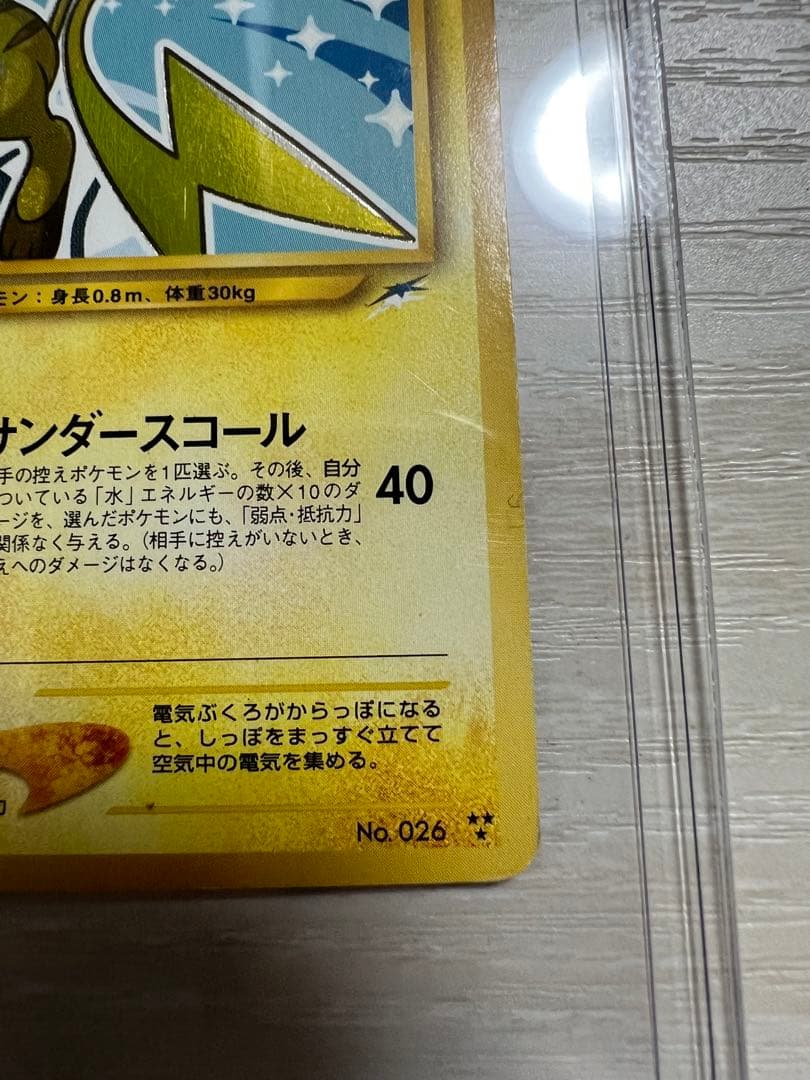 モン：身長0.8m、体重30kg
サンダースコール
40
手の控えポケモンを1匹選ぶ。その後、自分
ついている「水」エネルギーの数×10のダ
ージを、選んだポケモンにも、「弱点・抵抗力」
関係なく与える。(相手に控えがいないとき、
えへのダメージはなくなる。)
電気ぶくろがからっぽになる
と、しっぽをまっすぐ立てて
空気中の電気を集める。
No. 026